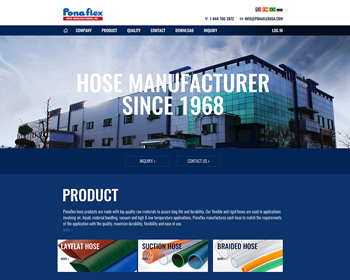 Ponaflex
HOSE MANUFACTURING, INC.
1-844-766-2872 INFO@PONAFLEXUSA.COM
COMPANY PRODUCT QUALITY CONTACT DOWNLOAD INQUIRY LOG IN
HOSE MANUFACTURER
SINCE 1968
INQUIRY > CONTACT US >
PRODUCT
Ponaflex hose products are made with top quality raw materials to assure long life and durability. Our flexible and rigid hoses are used in applications
involving air, liquid, material handling, vacuum and high & low temperature applications. Ponaflex manufactures each hose to match the requirements
of the application with the quality, maximize durability, flexibility and ease of use.
LAYFLAT HOSE SUCTION HOSE BRAIDED HOSE